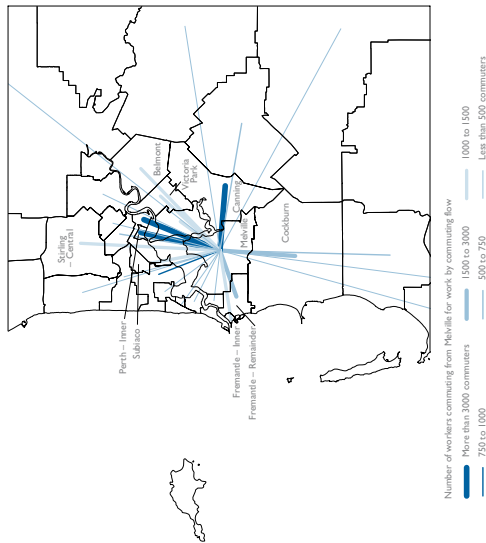 Stirling
– Central
Belmont
Victoria
Park
Canning
Melville
Cockburn
Perth – Inner
Subiaco
Fremantle – Inner
Fremantle – Remainder
Number of workers commuting from Melville for work by commuting flow
More than 3000 commuters
1500 to 3000
1000 to 1500
750 to 1000
500 to 750
Less than 500 commuters